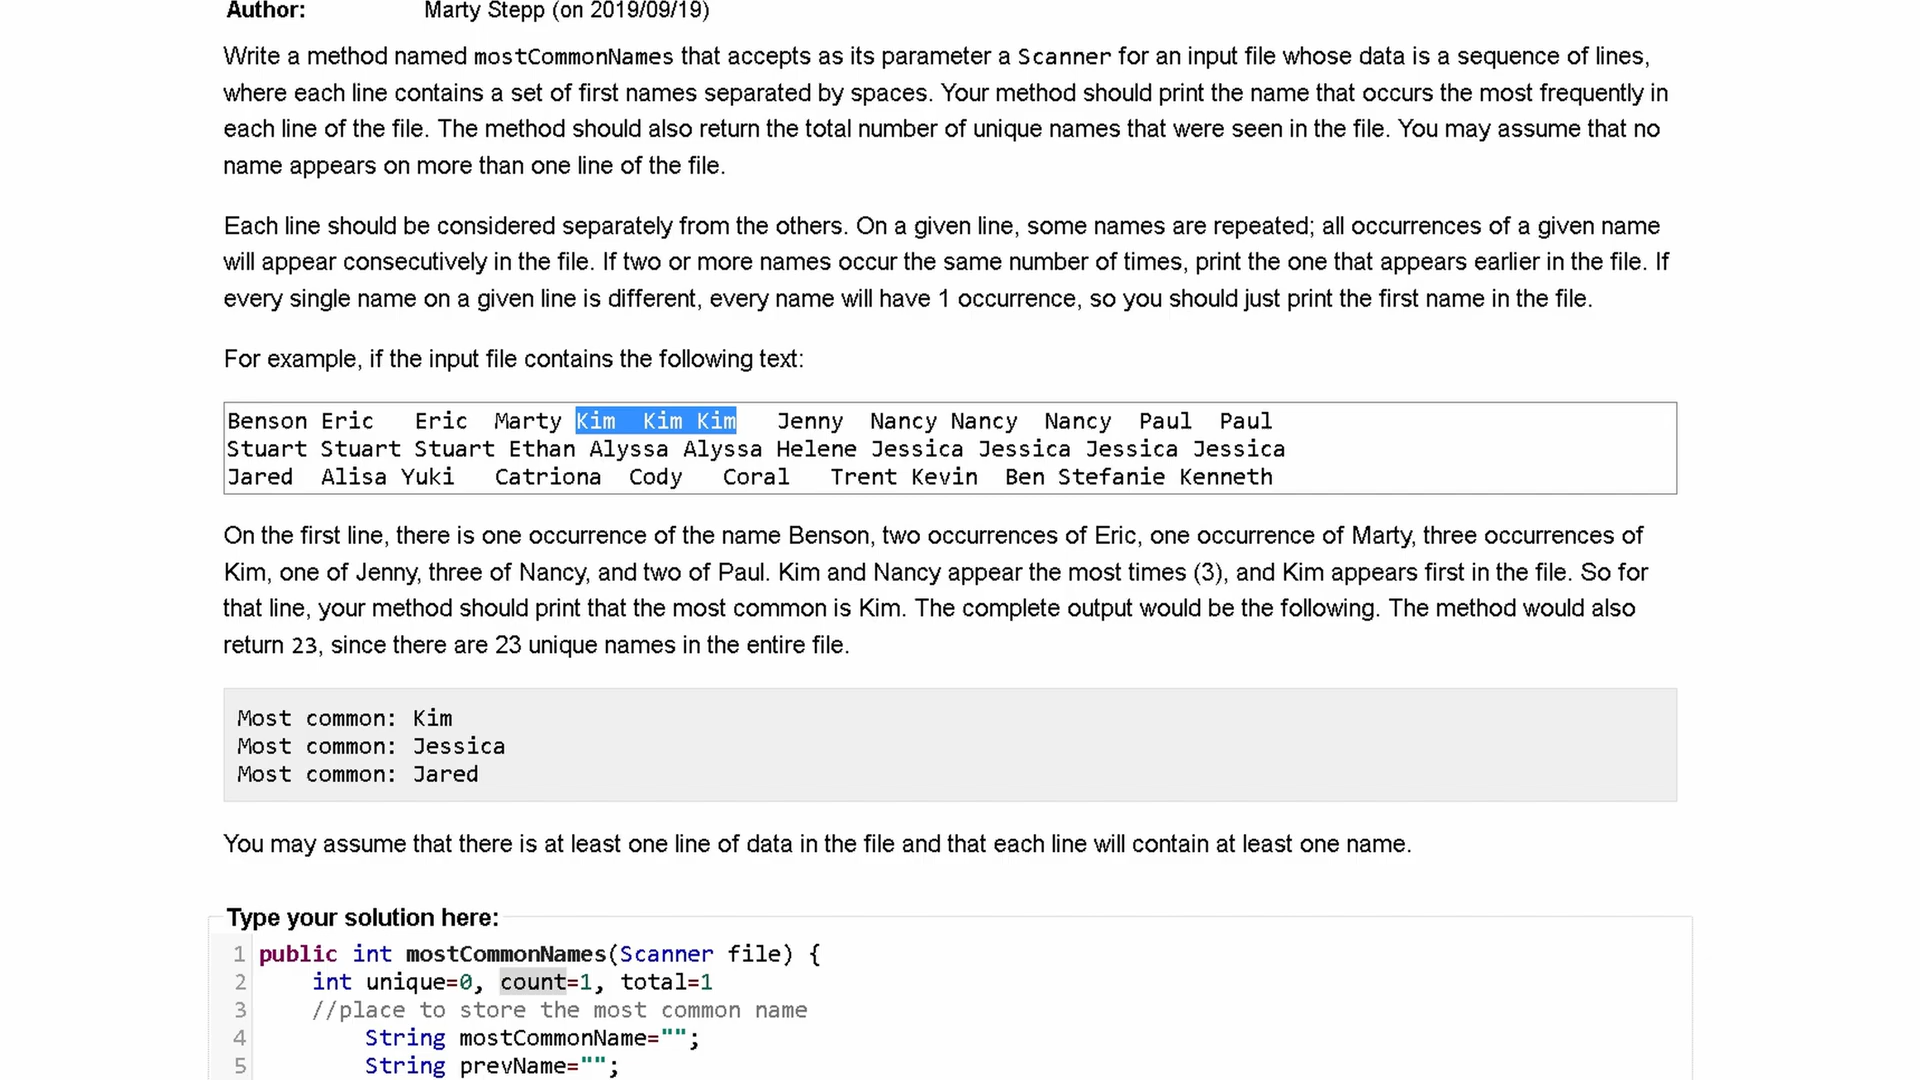 Author: Marty Stepp (on 2019/09/19)
Write a method named mostCommonNames that accepts as its parameter a Scanner for an input file whose data is a sequence of lines,
where each line contains a set of first names separated by spaces. Your method should print the name that occurs the most frequently in
each line of the file. The method should also return the total number of unique names that were seen in the file. You may assume that no
name appears on more than one line of the file.
Each line should be considered separately from the others. On a given line, some names are repeated; all occurrences of a given name
will appear consecutively in the file. If two or more names occur the same number of times, print the one that appears earlier in the file. If
every single name on a given line is different, every name will have 1 occurrence, so you should just print the first name in the file.
For example, if the input file contains the following text:
Benson Eric   Eric  Marty Kim  Kim Kim   Jenny  Nancy Nancy  Nancy  Paul  Paul
Stuart Stuart Stuart Ethan Alyssa Alyssa Helene Jessica Jessica Jessica Jessica
Jared  Alisa Yuki   Catriona  Cody   Coral   Trent Kevin  Ben Stefanie Kenneth
On the first line, there is one occurrence of the name Benson, two occurrences of Eric, one occurrence of Marty, three occurrences of
Kim, one of Jenny, three of Nancy, and two of Paul. Kim and Nancy appear the most times (3), and Kim appears first in the file. So for
that line, your method should print that the most common is Kim. The complete output would be the following. The method would also
return 23, since there are 23 unique names in the entire file.
Most common: Kim
Most common: Jessica
Most common: Jared
You may assume that there is at least one line of data in the file and that each line will contain at least one name.
Type your solution here:
1 public int mostCommonNames(Scanner file) {
2     int unique=0, count=1, total=1
3     //place to store the most common name
4         String mostCommonName="";
5         String prevName="";